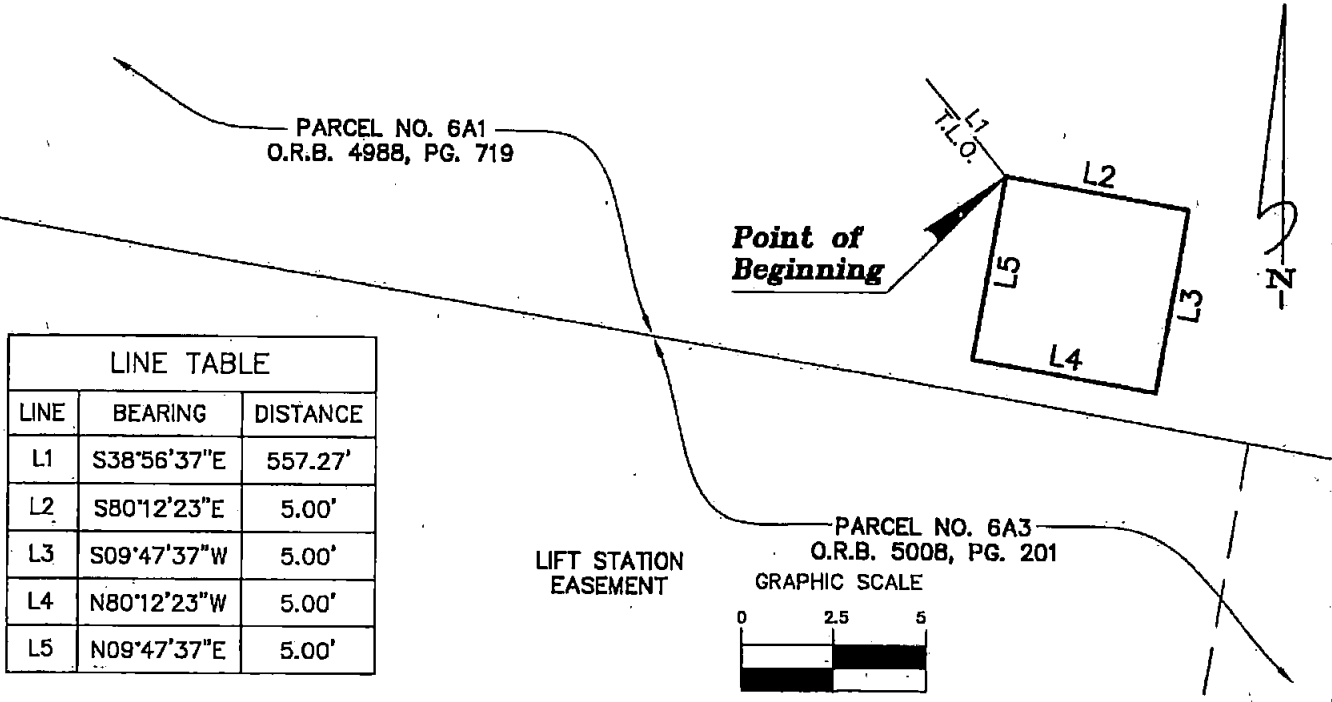 PARCEL NO. 6A1
O.R.B. 4988, PG. 719
L1
T.L.O.
L2
Point of
Beginning
L5
L3
L4
N
LINE TABLE
LINE BEARING DISTANCE
L1 S38°56'37"E 557.27'
L2 S80°12'23"E 5.00'
L3 S09°47'37"W 5.00'
L4 N80°12'23"W 5.00'
L5 N09°47'37"E 5.00'
LIFT STATION
EASEMENT
PARCEL NO. 6A3
O.R.B. 5008, PG. 201
GRAPHIC SCALE
0 2.5 5